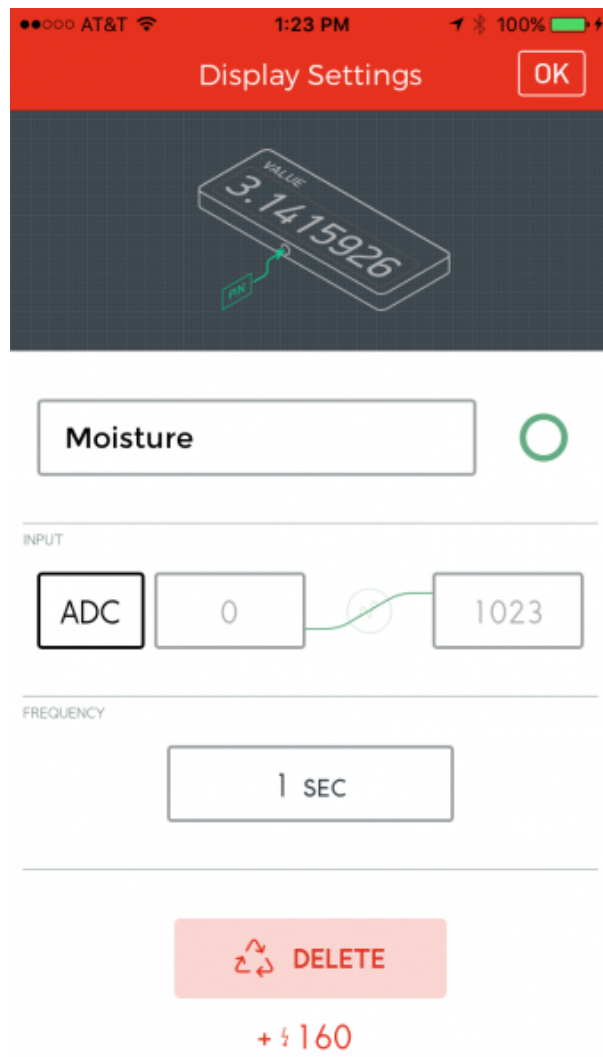 AT&T 1:23 PM 100%
Display Settings OK
VALUE
3.1415926
PIN
Moisture
INPUT
ADC 0 1023
FREQUENCY
1 SEC
DELETE
+ 160